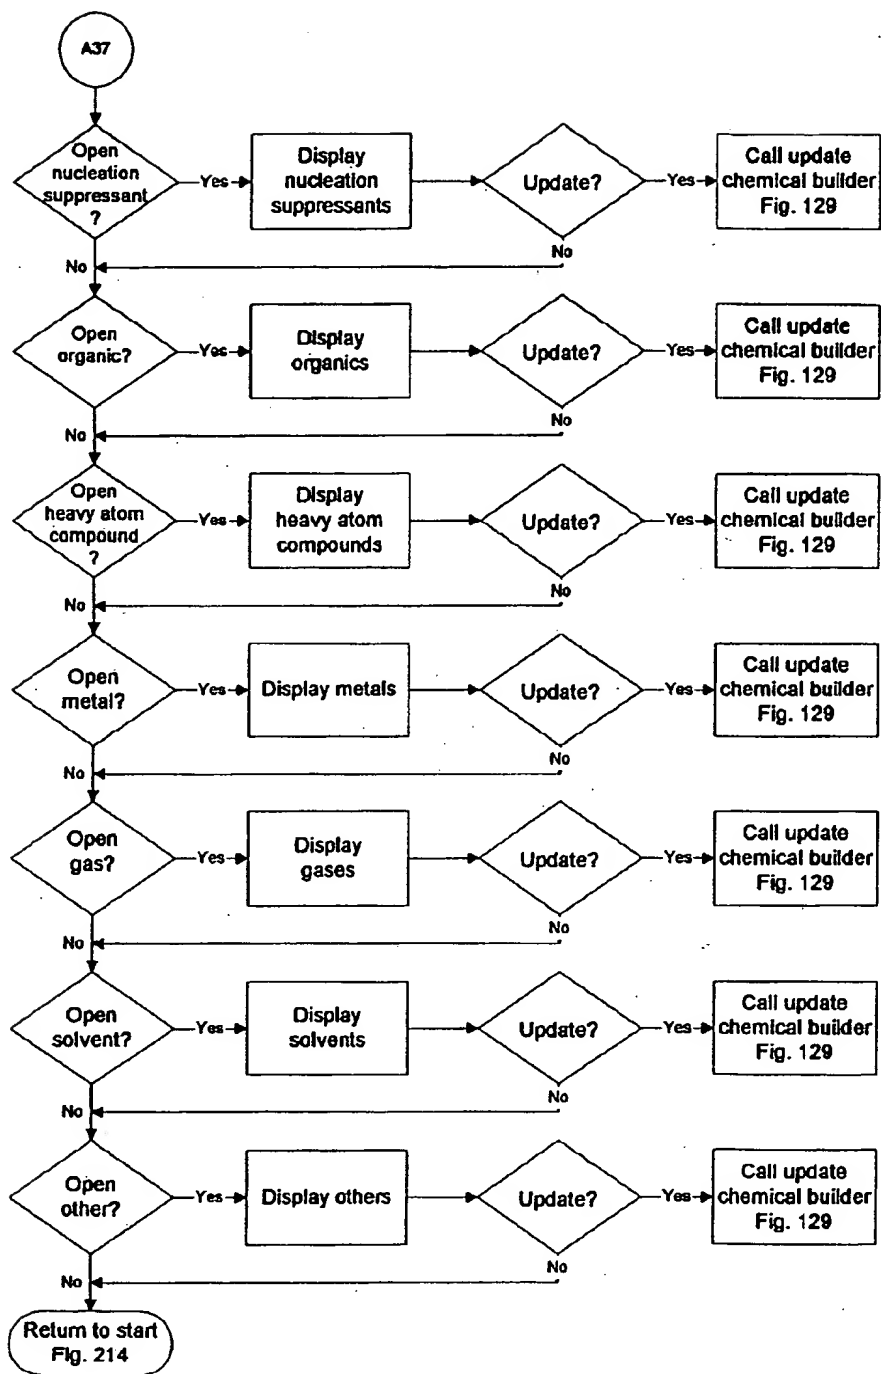 A37
Open
nucleation
suppressant
?
Yes
Display
nucleation
suppressants
Update?
Yes
Call update
chemical builder
Fig. 129
No
No
Open
organic?
Yes
Display
organics
Update?
Yes
Call update
chemical builder
Fig. 129
No
No
Open
heavy atom
compound
?
Yes
Display
heavy atom
compounds
Update?
Yes
Call update
chemical builder
Fig. 129
No
No
Open
metal?
Yes
Display metals
Update?
Yes
Call update
chemical builder
Fig. 129
No
No
Open
gas?
Yes
Display
gases
Update?
Yes
Call update
chemical builder
Fig. 129
No
No
Open
solvent?
Yes
Display
solvents
Update?
Yes
Call update
chemical builder
Fig. 129
No
No
Open
other?
Yes
Display others
Update?
Yes
Call update
chemical builder
Fig. 129
No
No
Return to start
Fig. 214